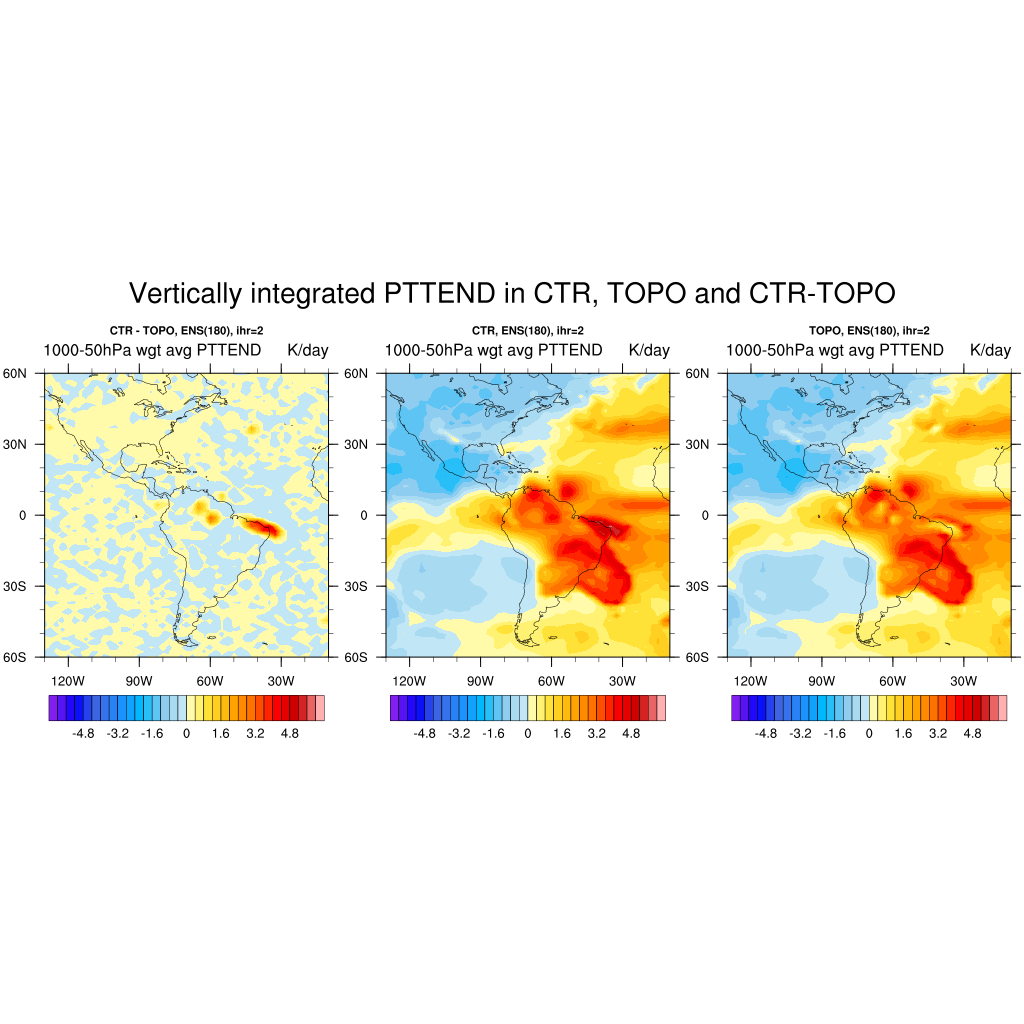 Vertically integrated PTTEND in CTR, TOPO and CTR-TOPO
CTR - TOPO, ENS(180), ihr=2
1000-50hPa wgt avg PTTEND K/day
60N
30N
0
30S
60S
120W 90W 60W 30W
-4.8 -3.2 -1.6 0 1.6 3.2 4.8
CTR, ENS(180), ihr=2
1000-50hPa wgt avg PTTEND K/day
60N
30N
0
30S
60S
120W 90W 60W 30W
-4.8 -3.2 -1.6 0 1.6 3.2 4.8
TOPO, ENS(180), ihr=2
1000-50hPa wgt avg PTTEND K/day
60N
30N
0
30S
60S
120W 90W 60W 30W
-4.8 -3.2 -1.6 0 1.6 3.2 4.8